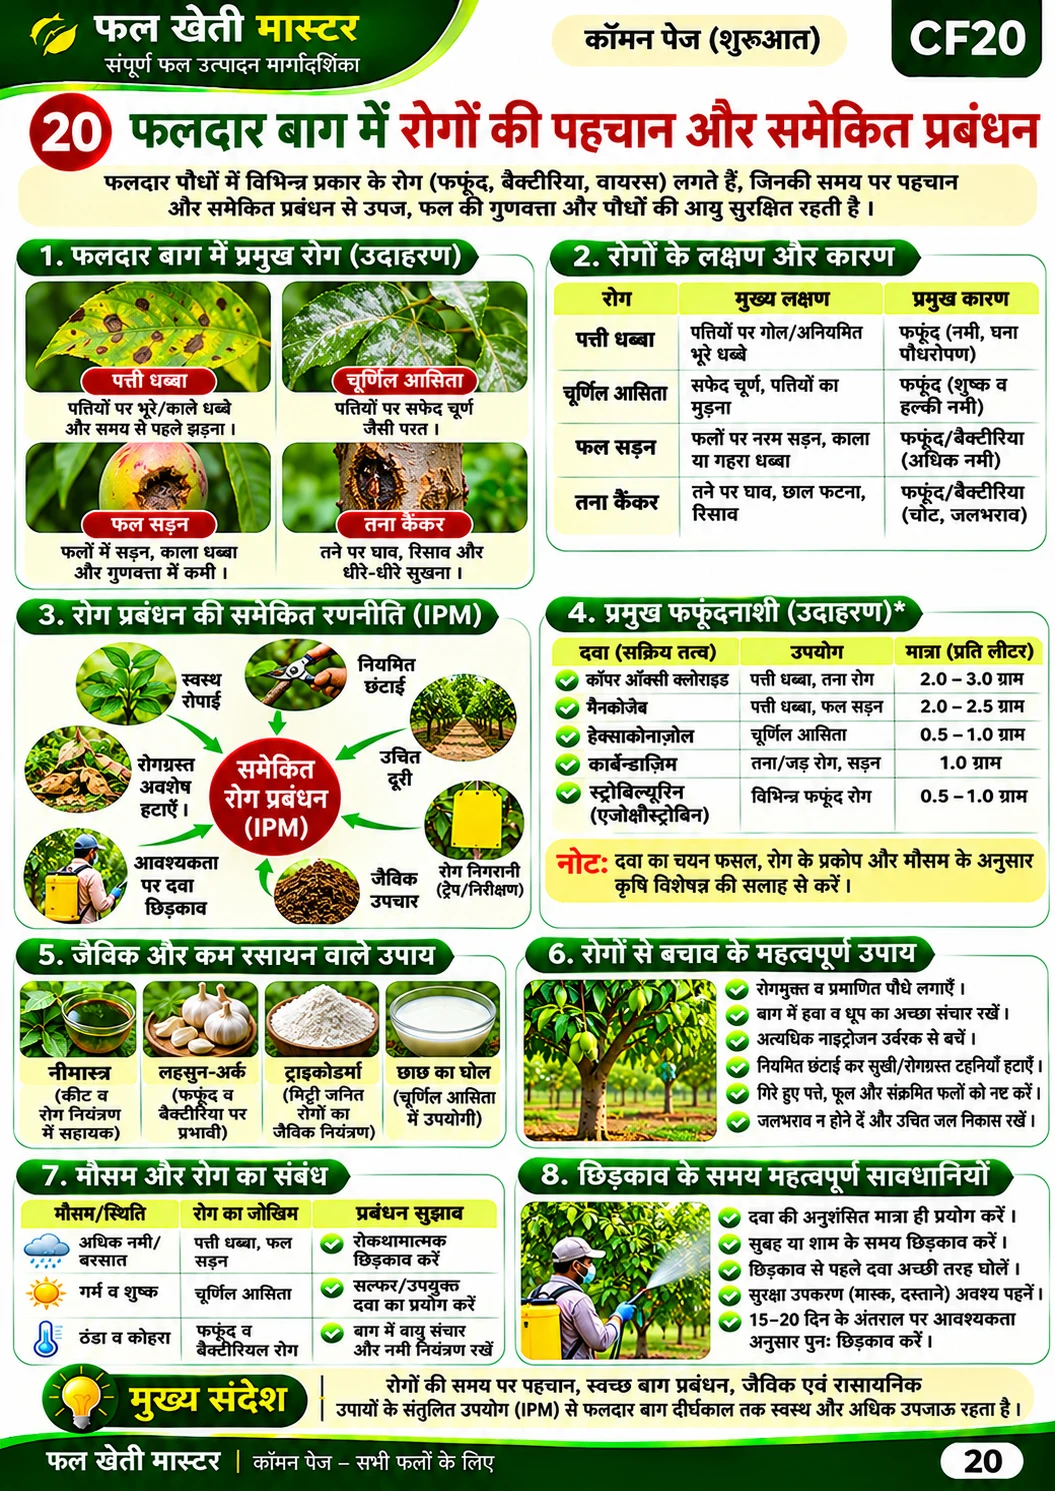 फल खेती मास्टर
संपूर्ण फल उत्पादन मार्गादर्शिका
कॉमन पेज (शुरुआत)
CF20
20 फलदार बाग में रोगों की पहचान और समेकित प्रबंधन
फलदार पौधों में विभिन्त्र प्रकार के रोग (फफूंद, बैक्टीरिया, वायरस) लगते हैं, जिनकी समय पर पहचान
और समेकित प्रबंधन से उपज, फल की गुणवत्ता और पौधों की आयु सुरक्षित रहती है ।
1. फलदार बाग में प्रमुख रोग (उदाहरण)
पत्ती धब्बा
पत्तियों पर भूरे/काले धब्बे
और समय से पहले झड़ना ।
चूर्णिल आसिता
पत्तियों पर सफेद चूर्ण
जैसी परत ।
फल सड़न
फलों में सड़न, काला धब्बा
और गुणवत्ता में कमी ।
तना कैंकर
तने पर घाव, रिसाव और
धीरे-धीरे सुखना ।
2. रोगों के लक्षण और कारण
रोग मुख्य लक्षण प्रमुख कारण
पत्ती धब्बा
पत्तियों पर गोल/अनियमित
भूरे धब्बे
फफूंद (नमी, घना
पौधरोपण)
चूर्णिल आसिता
सफेद चूर्ण, पत्तियों का
मुड़ना
फफूंद (शुष्क व
हल्की नमी)
फल सड़न
फलों पर नरम सड़न, काला
या गहरा धब्बा
फफूंद/बैक्टीरिया
(अधिक नमी)
तना कैंकर
तने पर घाव, छाल फटना,
रिसाव
फफूंद/बैक्टीरिया
(चोट, जलभराव)
3. रोग प्रबंधन की समेकित रणनीति (IPM)
स्वस्थ
रोपाई
नियमित
छंटाई
उचित
दूरी
रोगग्रस्त
अवशेष
हटाऐं ।
समेकित
रोग प्रबंधन
(IPM)
रोग निगरानी
(ट्रेप/निरीक्षण)
आवश्यकता
पर दवा
छिड़काव
जैविक
उपचार
4. प्रमुख फफूंदनाशी (उदाहरण)*
दवा (सक्रिय तत्व) उपयोग मात्रा (प्रति लीटर)
कॉपर ऑक्सी क्लोराइड पत्ती धब्बा, तना रोग 2.0 – 3.0 ग्राम
मैनकोजेब पत्ती धब्बा, फल सड़न 2.0 – 2.5 ग्राम
हेक्साकोनाज़ोल चूर्णिल आसिता 0.5 – 1.0 ग्राम
कार्बेन्डाज़िम तना/जड़ रोग, सड़न 1.0 ग्राम
स्ट्रोबिल्यूरिन
(एजोक्षौस्ट्रोबिन)
विभिन्त्र फफूंद रोग 0.5 – 1.0 ग्राम
नोट: दवा का चयन फसल, रोग के प्रकोप और मौसम के अनुसार
कृषि विशेषन्न की सलाह से करें ।
5. जैविक और कम रसायन वाले उपाय
नीमास्त्र
(कीट व
रोग नियंत्रण
में सहायक)
लहसुन-अर्क
(फफूंद व
बैक्टीरिया पर
प्रभावी)
ट्राइकोडर्मा
(मिट्टी जनित
रोगों का
जैविक नियंत्रण)
छाछ का घोल
(चूर्णिल आसिता
में उपयोगी)
6. रोगों से बचाव के महत्वपूर्ण उपाय
रोगमुक्त व प्रमाणित पौधे लगाएँ ।
बाग में हवा व धूप का अच्छा संचार रखें ।
अत्यधिक नाइट्रोजन उर्वरक से बचें ।
नियमित छंटाई कर सुखी/रोगग्रस्त टहनियाँ हटाएँ ।
गिरे हुए पत्ते, फूल और संक्रमित फलों को नष्ट करें ।
जलभराव न होने दें और उचित जल निकास रखें ।
7. मौसम और रोग का संबंध
मौसम/स्थिति रोग का जोखिम प्रबंधन सुझाव
अधिक नमी/
बरसात
पत्ती धब्बा, फल
सड़न
रोकथामात्मक
छिड़काव करें
गर्म व शुष्क
चूर्णिल आसिता
सल्फर/उपयुक्त
दवा का प्रयोग करें
ठंडा व कोहरा
फफूंद व
बैक्टीरियल रोग
बाग में वायु संचार
और नमी नियंत्रण रखें
8. छिड़काव के समय महत्वपूर्ण सावधानियों
दवा की अनुशंसित मात्रा ही प्रयोग करें ।
सुबह या शाम के समय छिड़काव करें ।
छिड़काव से पहले दवा अच्छी तरह घोलें ।
सुरक्षा उपकरण (मास्क, दस्ताने) अवश्य पहनें ।
15–20 दिन के अंतराल पर आवश्यकता
अनुसार पुनः छिड़काव करें ।
मुख्य संदेश
रोगों की समय पर पहचान, स्वच्छ बाग प्रबंधन, जैविक एवं रासायनिक
उपायों के संतुलित उपयोग (IPM) से फलदार बाग दीर्घकाल तक स्वस्थ और अधिक उपजाऊ रहता है ।
फल खेती मास्टर | कॉमन पेज – सभी फलों के लिए
20